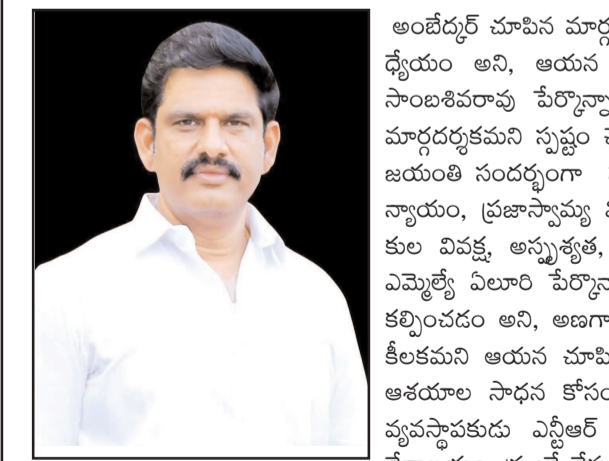 అంబేద్కర్ చూపిన
ధ్యేయం అని, ఆయన
సాంబశివరావు
మార్గదర్శకమని స్పష్టం
జయంతి సందర్భంగా
న్యాయం, ప్రజాస్వామ్య
కుల వివక్ష, అస్పృశ్యత,
ఎమ్మెల్యే ఏలూరి
కల్పించడం అని,
కీలకమని ఆయన
ఆశయాల సాధన కోసం
వ్యవస్థాపకుడు ఎన్టీఆర్